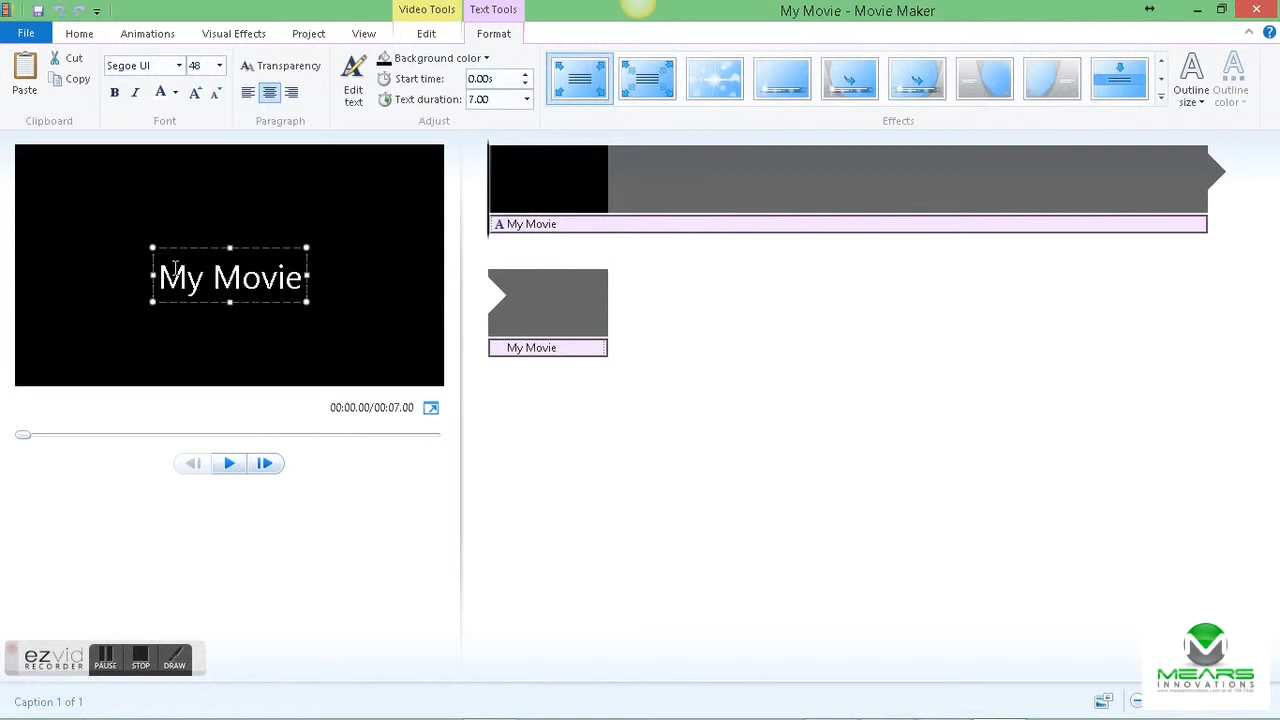 Video Tools
Text Tools
My Movie - Movie Maker
File
Home
Animations
Visual Effects
Project
View
Edit
Format
Paste
Cut
Copy
Clipboard
Segoe UI
48
B
I
A
A
A
Font
Transparency
Paragraph
Edit
text
Background color
Start time:
0.00s
Text duration:
7.00
Adjust
Effects
A
Outline
size
A
Outline
color
My Movie
00:00.00/00:07.00
A My Movie
My Movie
ezvid
RECORDER
PAUSE
STOP
DRAW
MEARS
INNOVATIONS
Caption 1 of 1